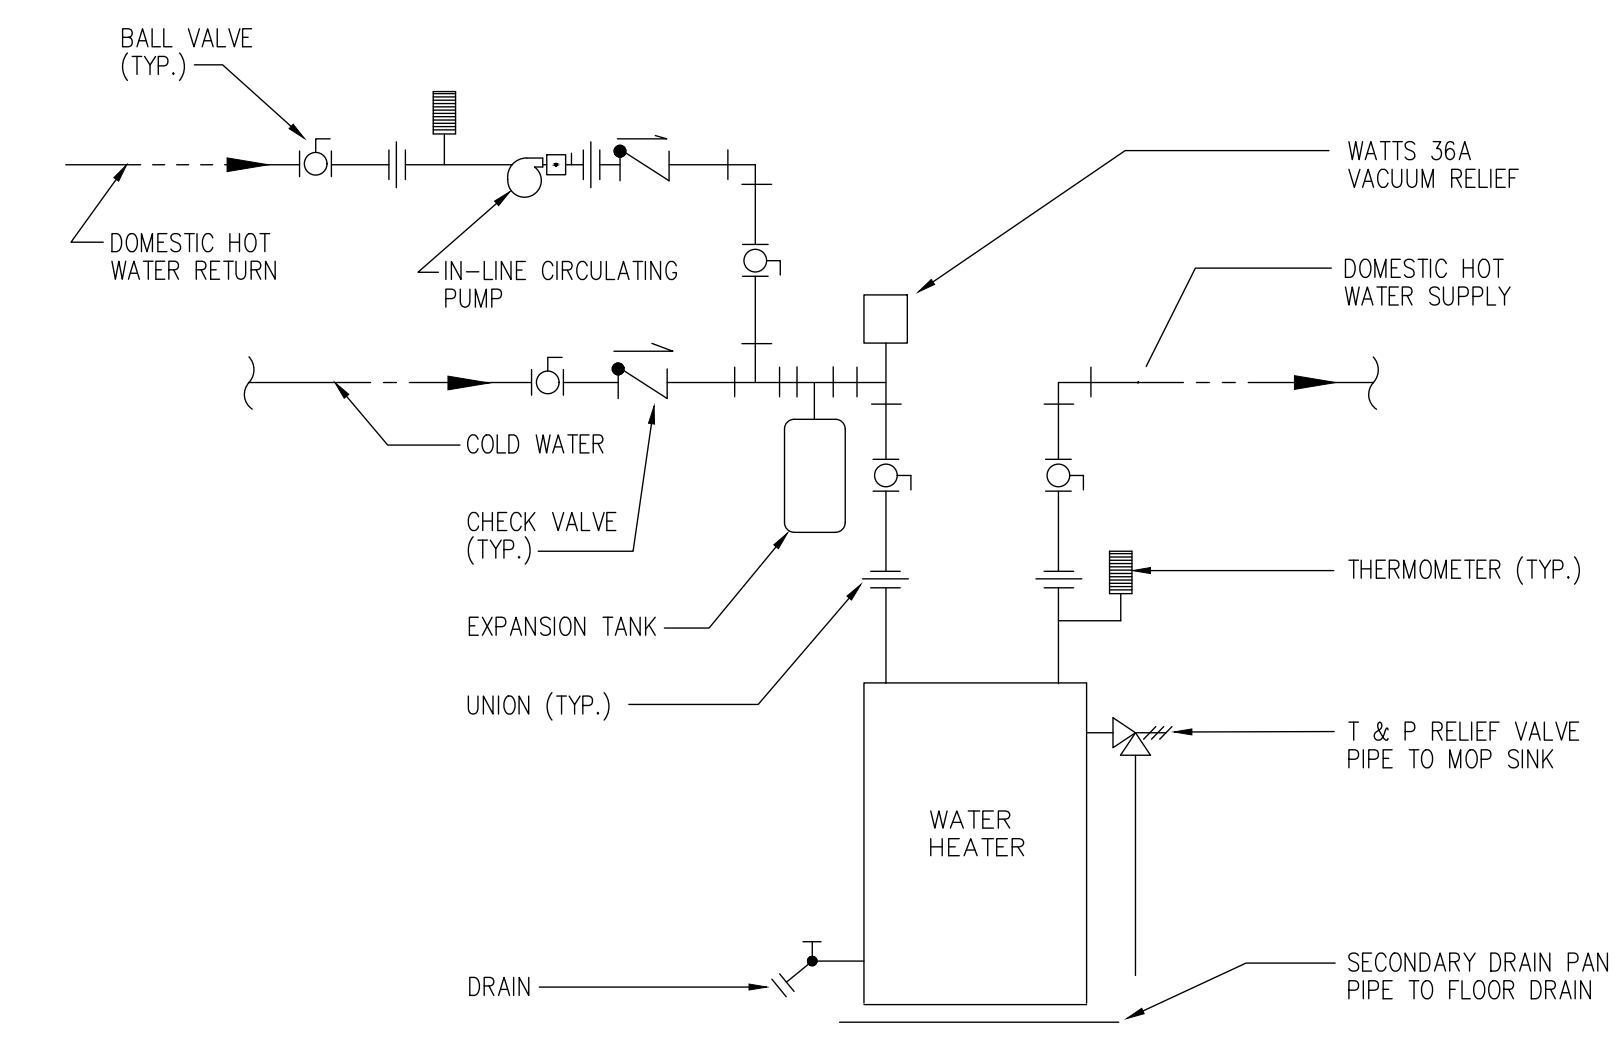 BALL VALVE
(TYP.)
WATTS 36A
VACUUM RELIEF
DOMESTIC HOT
WATER RETURN
IN-LINE CIRCULATING
PUMP
DOMESTIC HOT
WATER SUPPLY
COLD WATER
CHECK VALVE
(TYP.)
THERMOMETER (TYP.)
EXPANSION TANK
UNION (TYP.)
T & P RELIEF VALVE
PIPE TO MOP SINK
WATER
HEATER
DRAIN
SECONDARY DRAIN PAN
PIPE TO FLOOR DRAIN